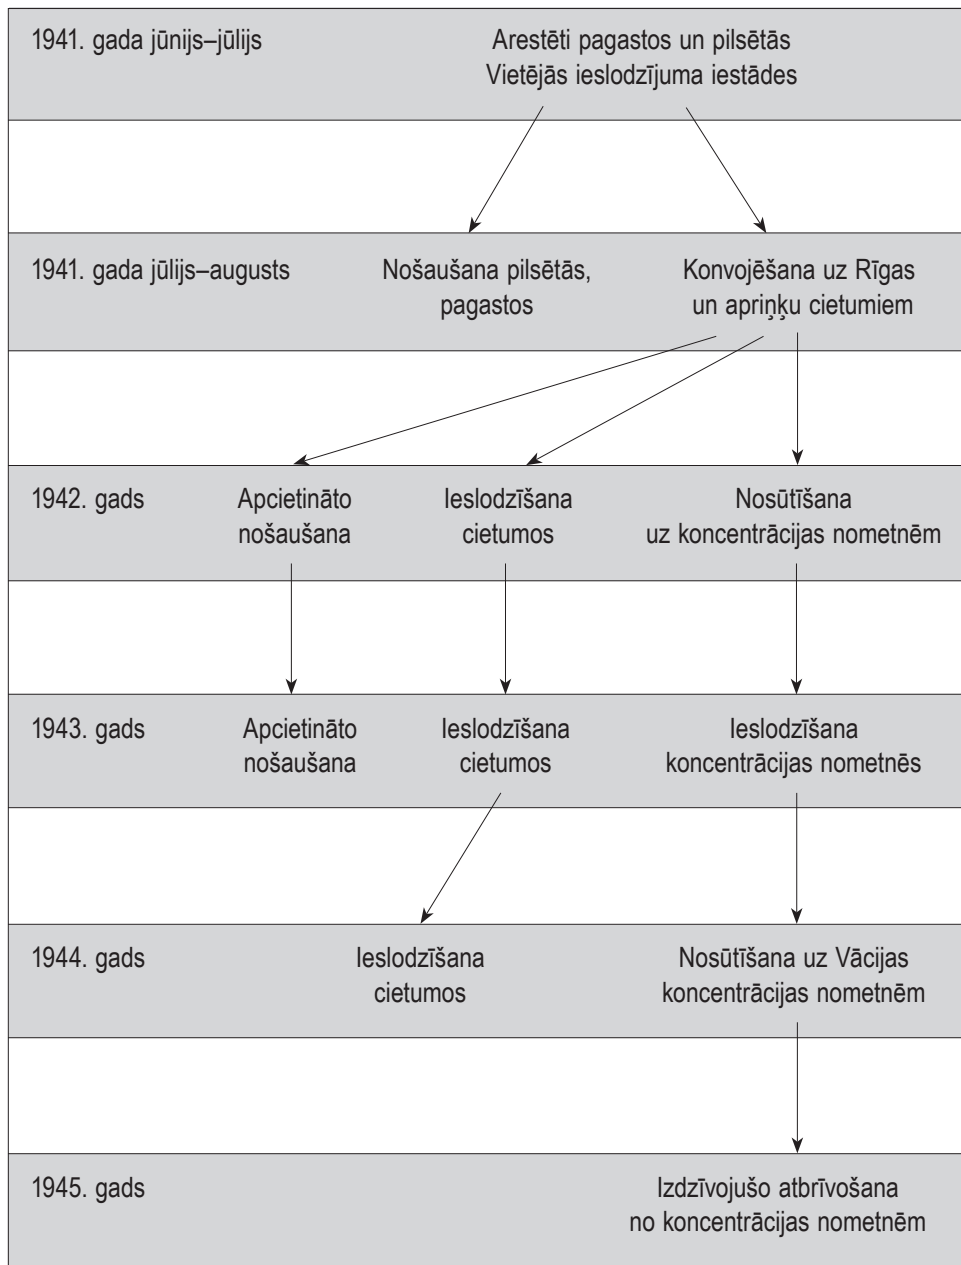 1941. gada jūnijs–jūlijs
Arestēti pagastos un pilsētās
Vietējās ieslodzījuma iestādes
1941. gada jūlijs–augusts
Nošaušana pilsētās,
pagastos
Konvojēšana uz Rīgas
un apriņķu cietumiem
1942. gads
Apcietināto
nošaušana
Ieslodzīšana
cietumos
Nosūtīšana
uz koncentrācijas nometnēm
1943. gads
Apcietināto
nošaušana
Ieslodzīšana
cietumos
Ieslodzīšana
koncentrācijas nometnēs
1944. gads
Ieslodzīšana
cietumos
Nosūtīšana uz Vācijas
koncentrācijas nometnēm
1945. gads
Izdzīvojušo atbrīvošana
no koncentrācijas nometnēm